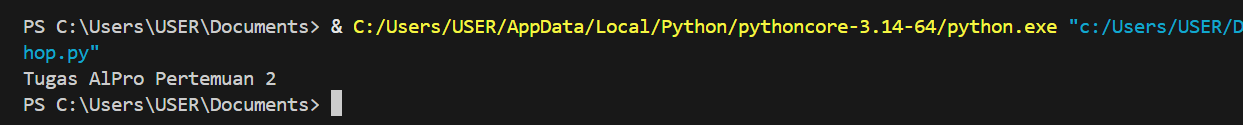 PS C:\Users\USER\Documents> & C:/Users/USER/AppData/Local/Python/pythoncore-3.14-64/python.exe "c:/Users/USER/D
hop.py"
Tugas AlPro Pertemuan 2
PS C:\Users\USER\Documents>